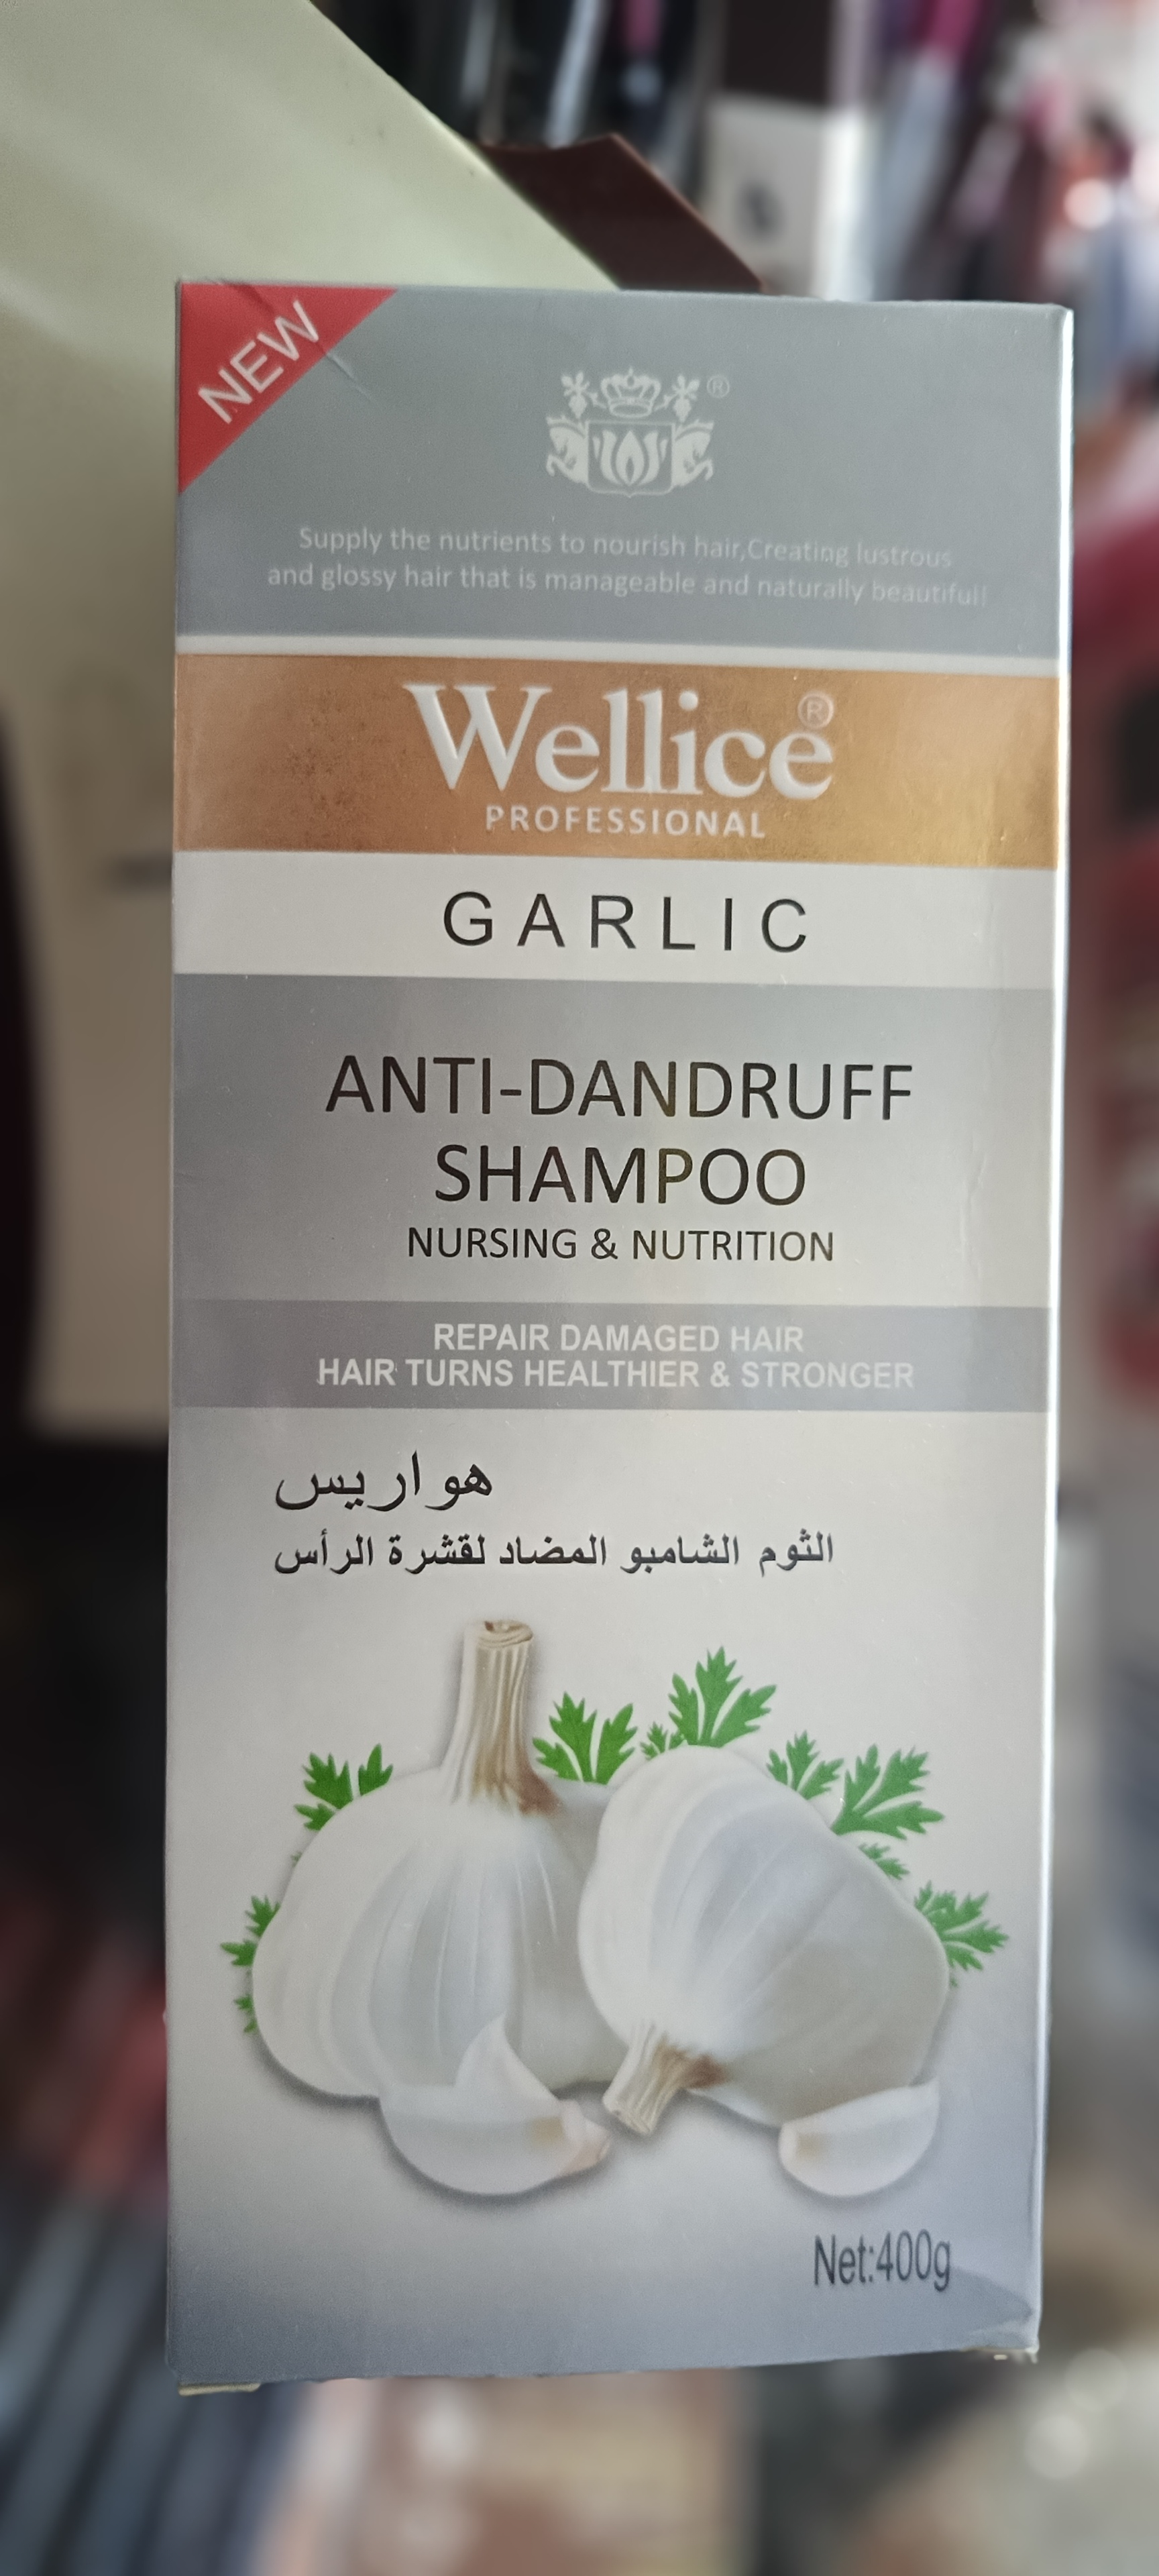 NEW
®
Supply the nutrients to nourish hair,Creating lustrous
and glossy hair that is manageable and naturally beautiful!
Wellice®
PROFESSIONAL
GARLIC
ANTI-DANDRUFF
SHAMPOO
NURSING & NUTRITION
REPAIR DAMAGED HAIR
HAIR TURNS HEALTHIER & STRONGER
هواريس
الثوم الشامبو المضاد لقشرة الرأس
Net:400g